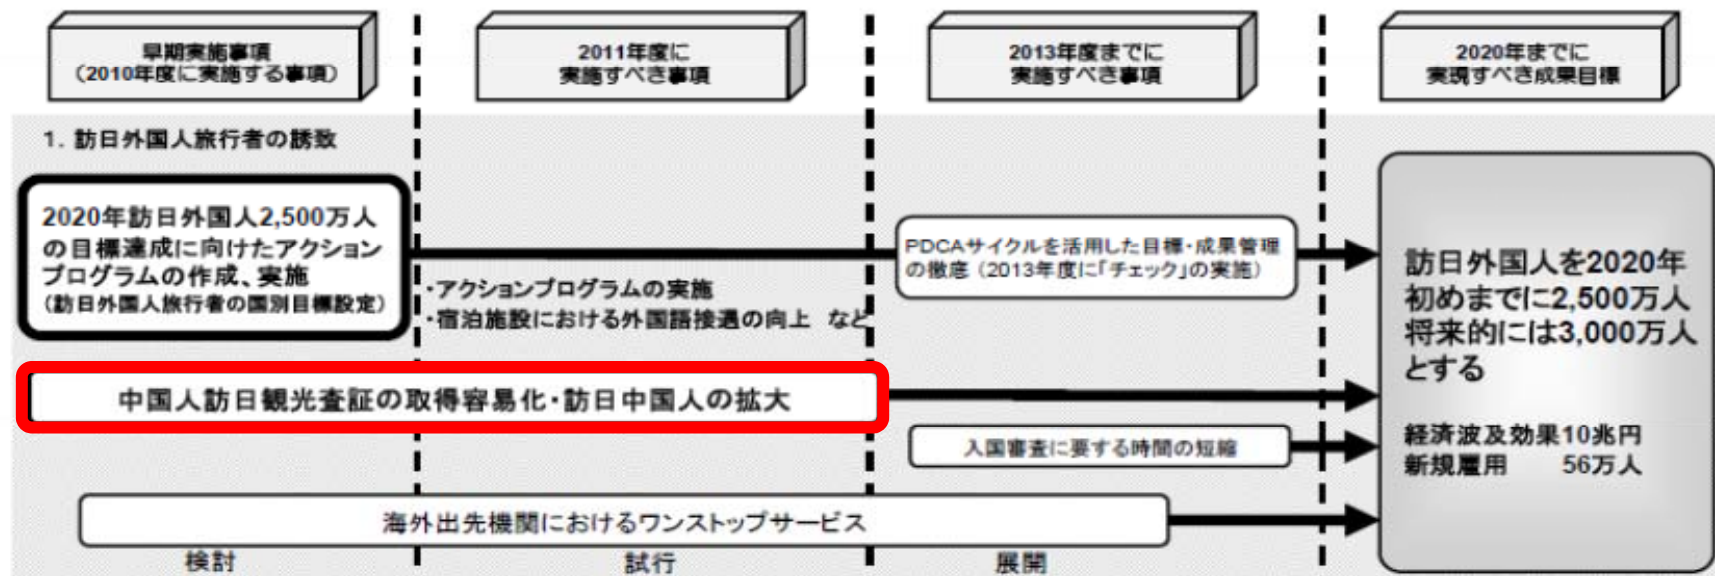 早期実施事項
（2010年度に実施する事項）
2011年度に
実施すべき事項
2013年度までに
実施すべき事項
2020年までに
実現すべき成果目標
1．訪日外国人旅行者の誘致
2020年訪日外国人2,500万人
の目標達成に向けたアクション
プログラムの作成、実施
（訪日外国人旅行者の国別目標設定）
・アクションプログラムの実施
・宿泊施設における外国語接遇の向上　など
PDCAサイクルを活用した目標・成果管理
の徹底（2013年度に「チェック」の実施）
中国人訪日観光査証の取得容易化・訪日中国人の拡大
入国審査に要する時間の短縮
海外出先機関におけるワンストップサービス
検討
試行
展開
訪日外国人を2020年
初めまでに2,500万人
将来的には3,000万人
とする
経済波及効果10兆円
新規雇用　　56万人